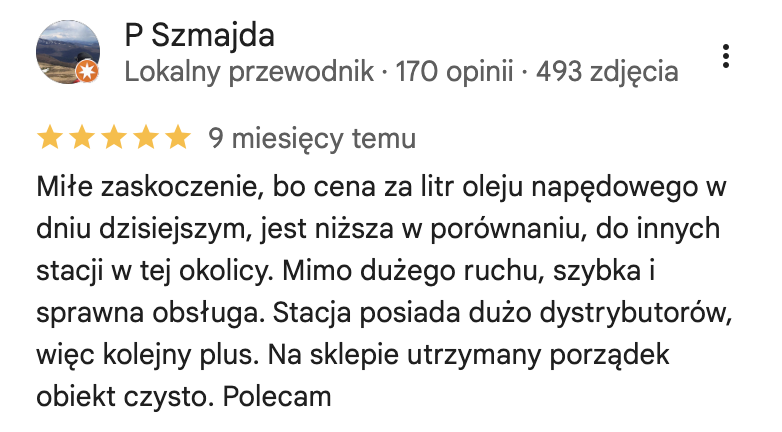 P Szmajda
Lokalny przewodnik · 170 opinii · 493 zdjęcia
9 miesięcy temu
Miłe zaskoczenie, bo cena za litr oleju napędowego w
dniu dzisiejszym, jest niższa w porównaniu, do innych
stacji w tej okolicy. Mimo dużego ruchu, szybka i
sprawna obsługa. Stacja posiada dużo dystrybutorów,
więc kolejny plus. Na sklepie utrzymany porządek
obiekt czysto. Polecam